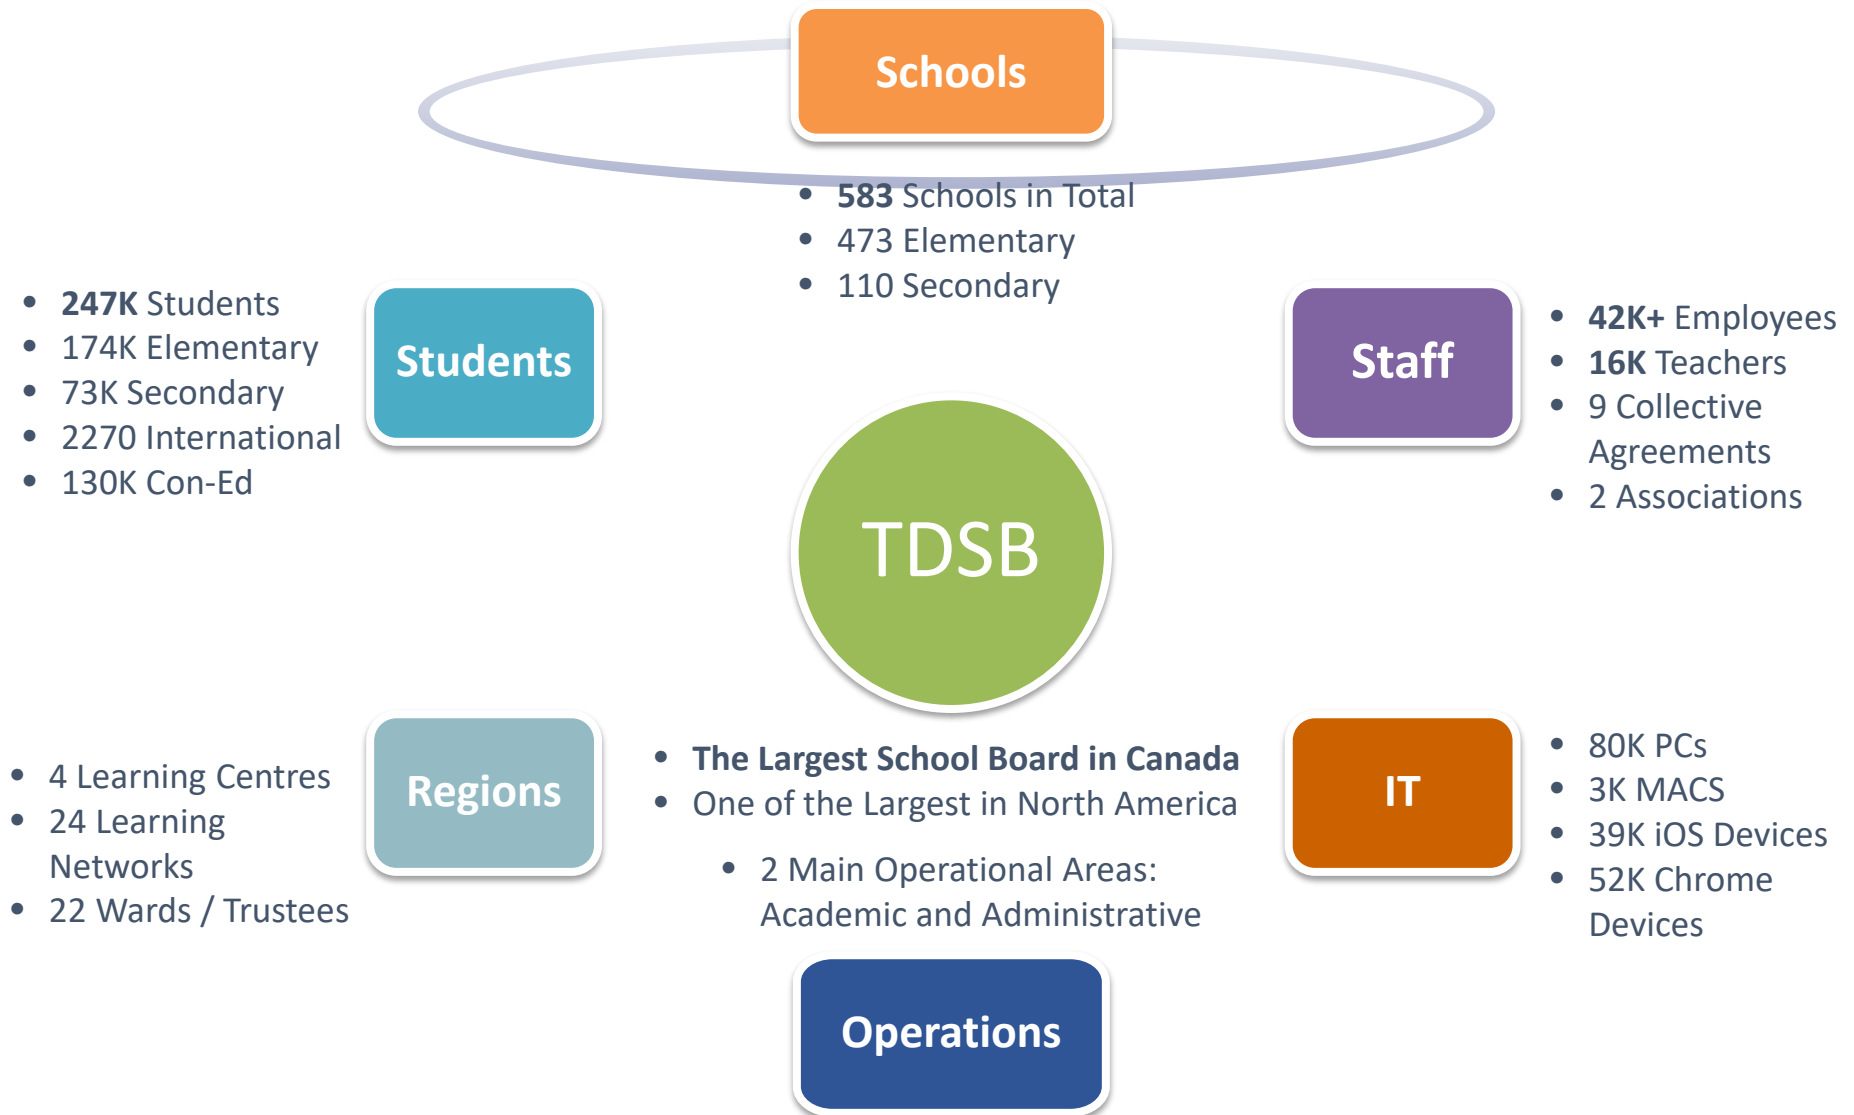 Schools
• 583 Schools in Total
• 473 Elementary
• 110 Secondary
• 247K Students
• 174K Elementary
• 73K Secondary
• 2270 International
• 130K Con-Ed
Students
Staff
• 42K+ Employees
• 16K Teachers
• 9 Collective
Agreements
• 2 Associations
TDSB
• The Largest School Board in Canada
• One of the Largest in North America
• 4 Learning Centres
• 24 Learning
Networks
• 22 Wards / Trustees
Regions
IT
• 80K PCs
• 3K MACS
• 39K iOS Devices
• 52K Chrome
Devices
• 2 Main Operational Areas:
Academic and Administrative
Operations